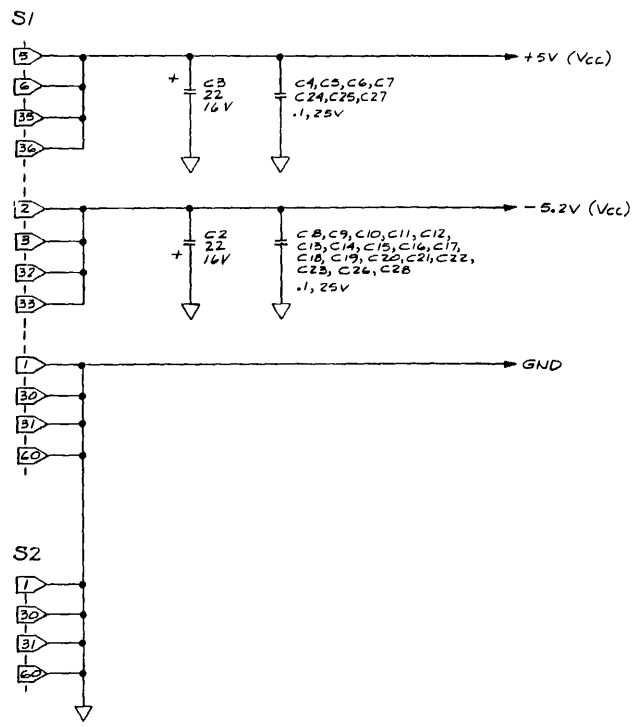 S1
5
6
35
36
+5V (Vcc)
+ C3
22
16V
C4, C5, C6, C7
C24, C25, C27
.1, 25V
2
3
32
33
-5.2V (Vcc)
C2
22
+ 16V
C8, C9, C10, C11, C12,
C13, C14, C15, C16, C17,
C18, C19, C20, C21, C22,
C23, C26, C28
.1, 25V
1
30
31
60
GND
S2
1
30
31
60